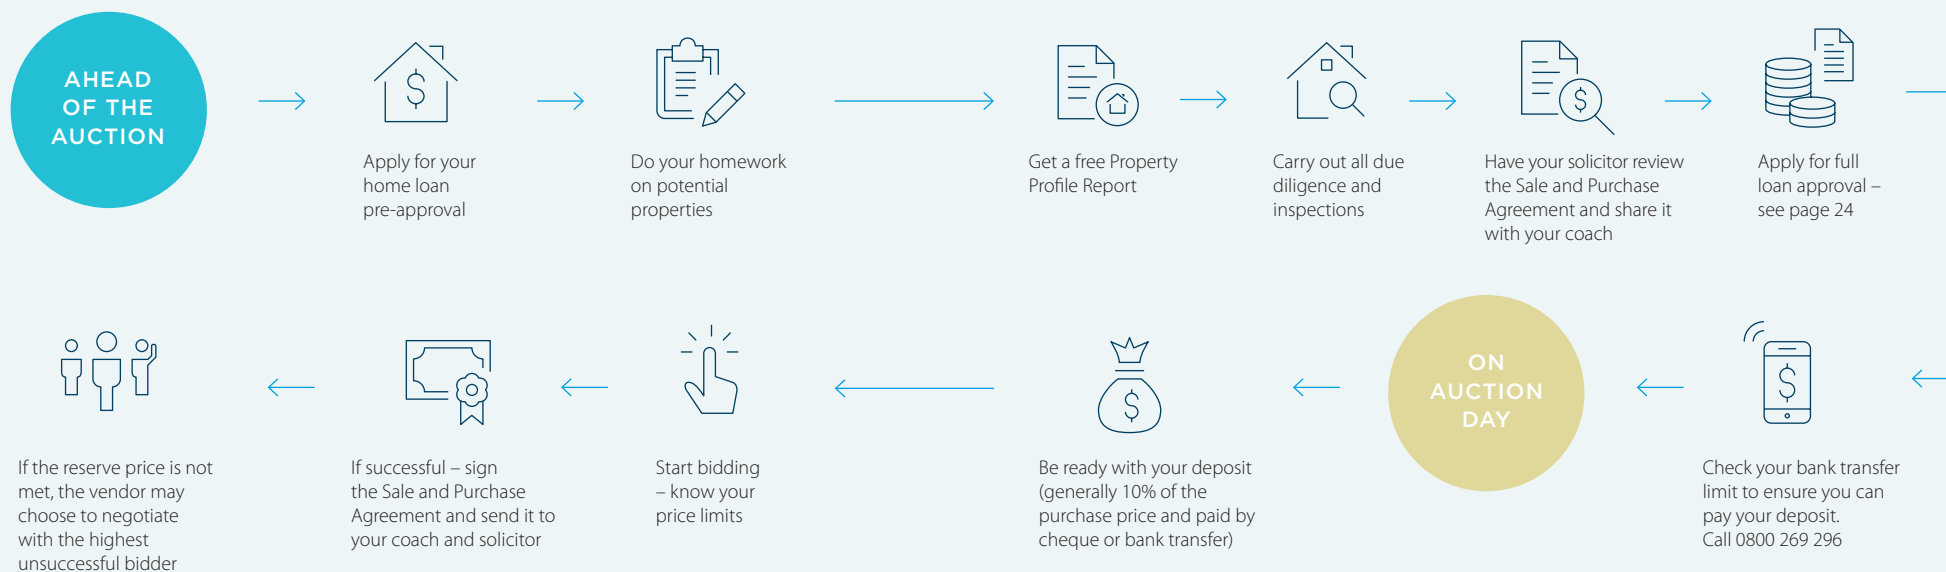 AHEAD
OF THE
AUCTION
Apply for your
home loan
pre-approval
Do your homework
on potential
properties
Get a free Property
Profile Report
Carry out all due
diligence and
inspections
Have your solicitor review
the Sale and Purchase
Agreement and share it
with your coach
Apply for full
loan approval –
see page 24
Check your bank transfer
limit to ensure you can
pay your deposit.
Call 0800 269 296
ON
AUCTION
DAY
Be ready with your deposit
(generally 10% of the
purchase price and paid by
cheque or bank transfer)
Start bidding
– know your
price limits
If successful – sign
the Sale and Purchase
Agreement and send it to
your coach and solicitor
If the reserve price is not
met, the vendor may
choose to negotiate
with the highest
unsuccessful bidder